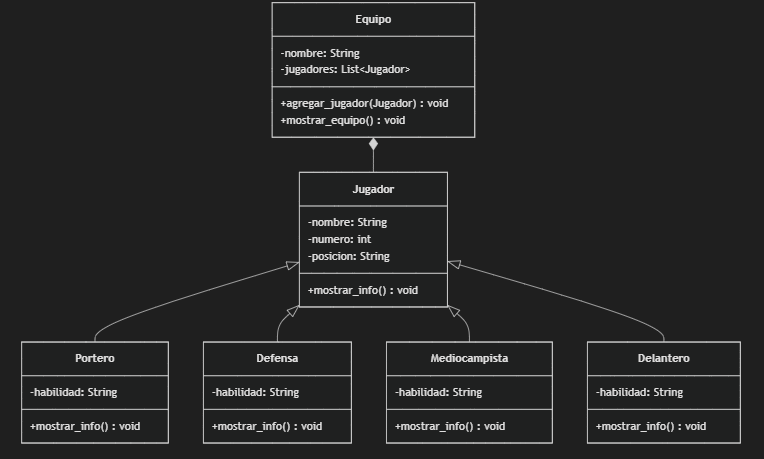 Equipo
-nombre: String
-jugadores: List<Jugador>
+agregar_jugador(Jugador) : void
+mostrar_equipo() : void
Jugador
-nombre: String
-numero: int
-posicion: String
+mostrar_info() : void
Portero
-habilidad: String
+mostrar_info() : void
Defensa
-habilidad: String
+mostrar_info() : void
Mediocampista
-habilidad: String
+mostrar_info() : void
Delantero
-habilidad: String
+mostrar_info() : void